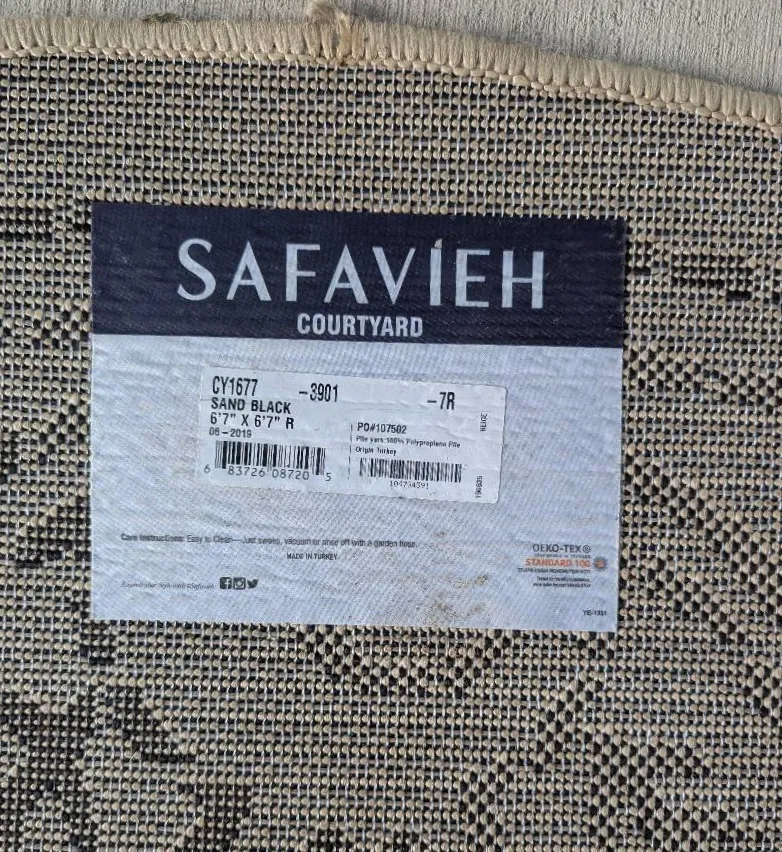 SAFAVIEH
COURTYARD
CY1677 -3901 -7R
SAND BLACK
6'7" X 6'7" R
06-2019
PO#107502
Pile yarn:100% Polypropylene Pile
Origin Turkey
BEIGE
6 83726 08720 5
Care Instructions: Easy to Clean—Just sweep, vacuum or rinse off with a garden hose.
MADE IN TURKEY
OEKO-TEX®
STANDARD 100